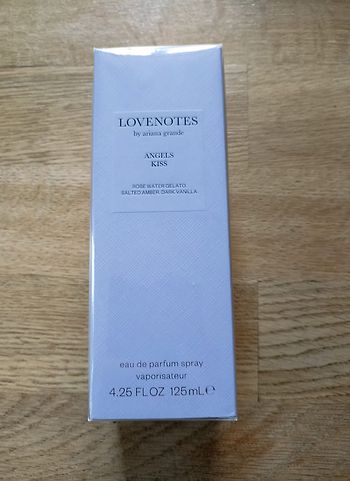 LOVENOTES
by ariana grande
ANGELS
KISS
ROSE WATER GELATO
SALTED AMBER. DARK VANILLA
eau de parfum spray
vaporisateur
4.25 FL OZ 125mL℮